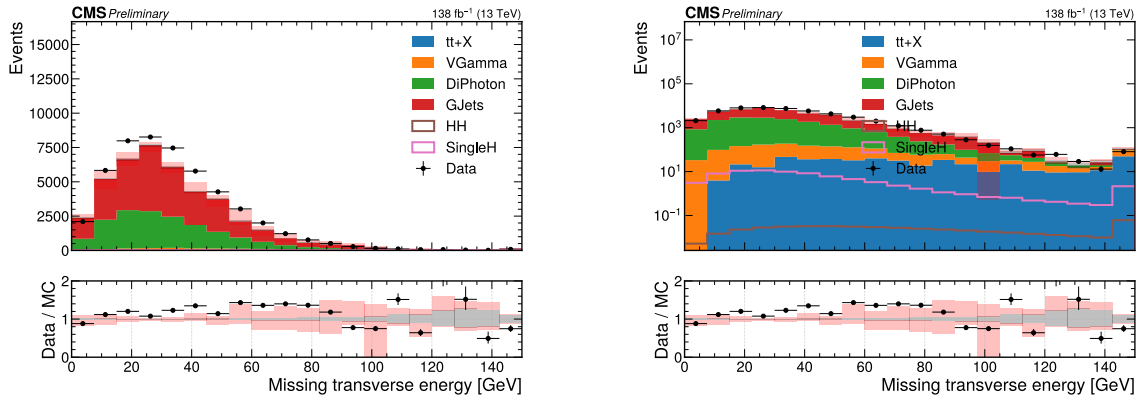 CMS Preliminary 138 fb⁻¹ (13 TeV)
Events
15000
12500
10000
7500
5000
2500
0
tt+X
VGamma
DiPhoton
GJets
HH
SingleH
Data
Data / MC
2
1
0
0 20 40 60 80 100 120 140
Missing transverse energy [GeV]
CMS Preliminary 138 fb⁻¹ (13 TeV)
Events
10⁷
10⁵
10³
10¹
10⁻¹
tt+X
VGamma
DiPhoton
GJets
HH
SingleH
Data
Data / MC
2
1
0
0 20 40 60 80 100 120 140
Missing transverse energy [GeV]